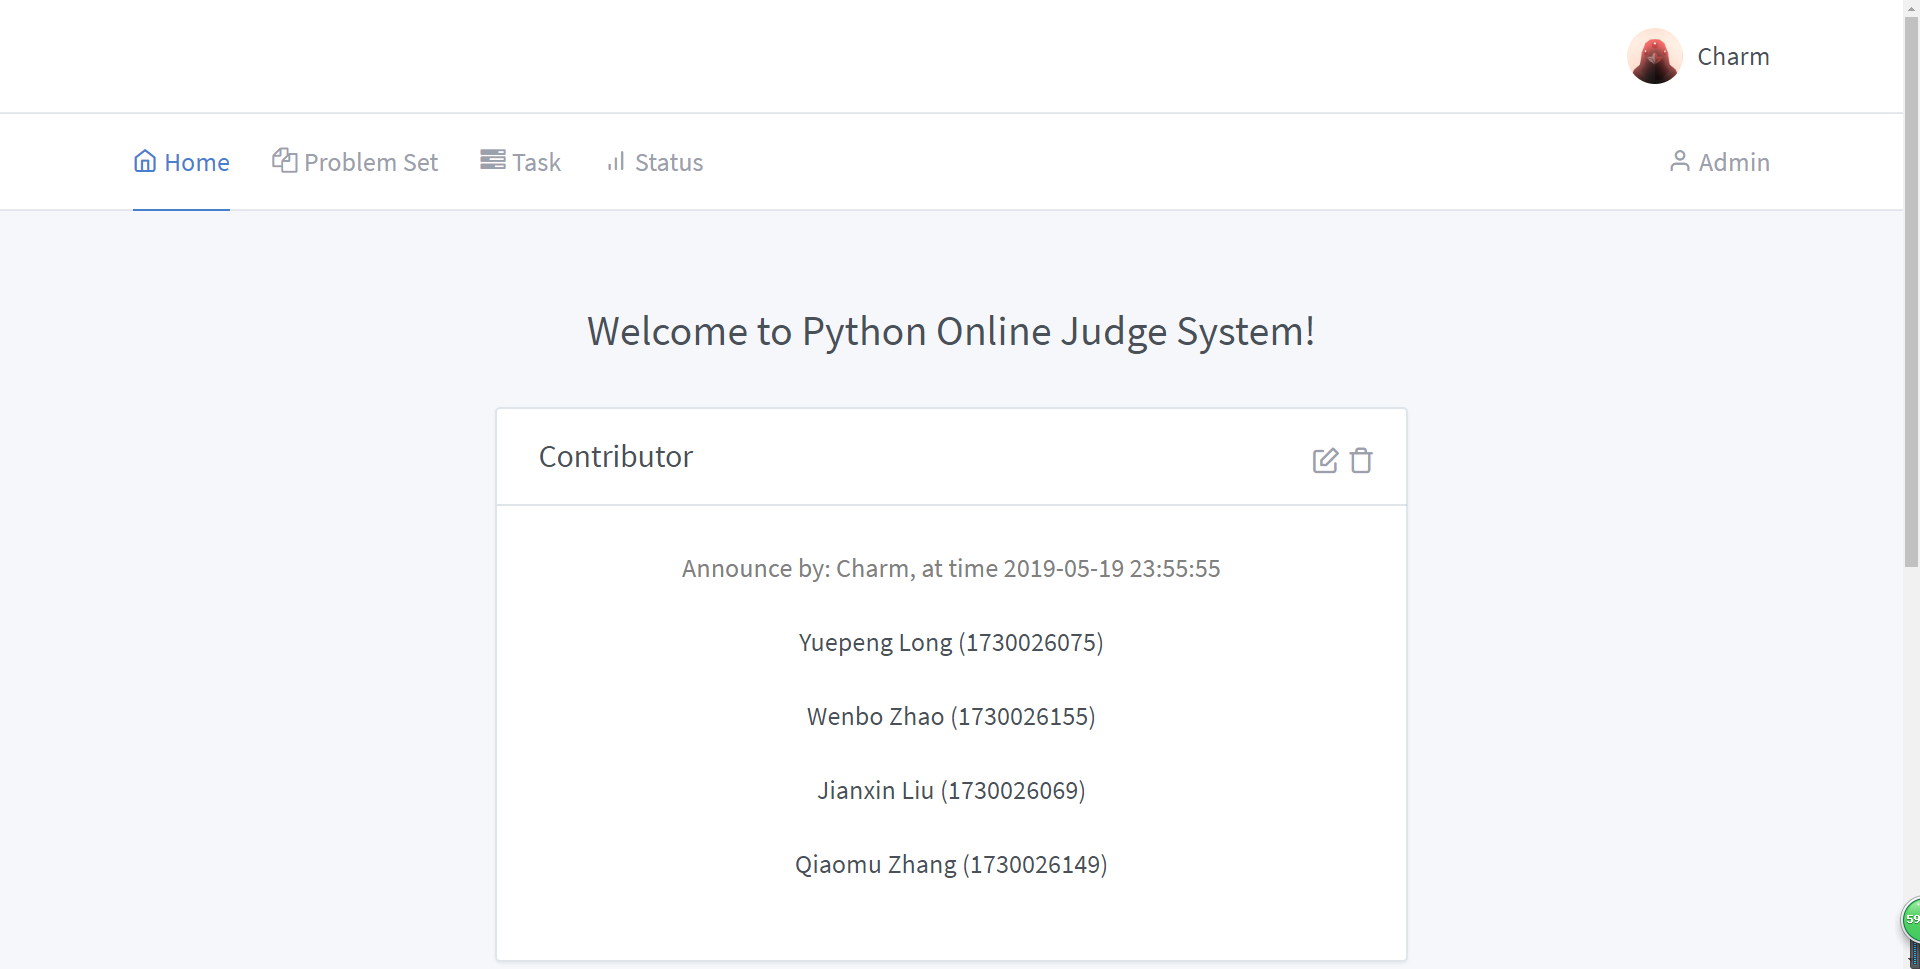 Charm
Home Problem Set Task Status Admin
Welcome to Python Online Judge System!
Contributor
Announce by: Charm, at time 2019-05-19 23:55:55
Yuepeng Long (1730026075)
Wenbo Zhao (1730026155)
Jianxin Liu (1730026069)
Qiaomu Zhang (1730026149)
59